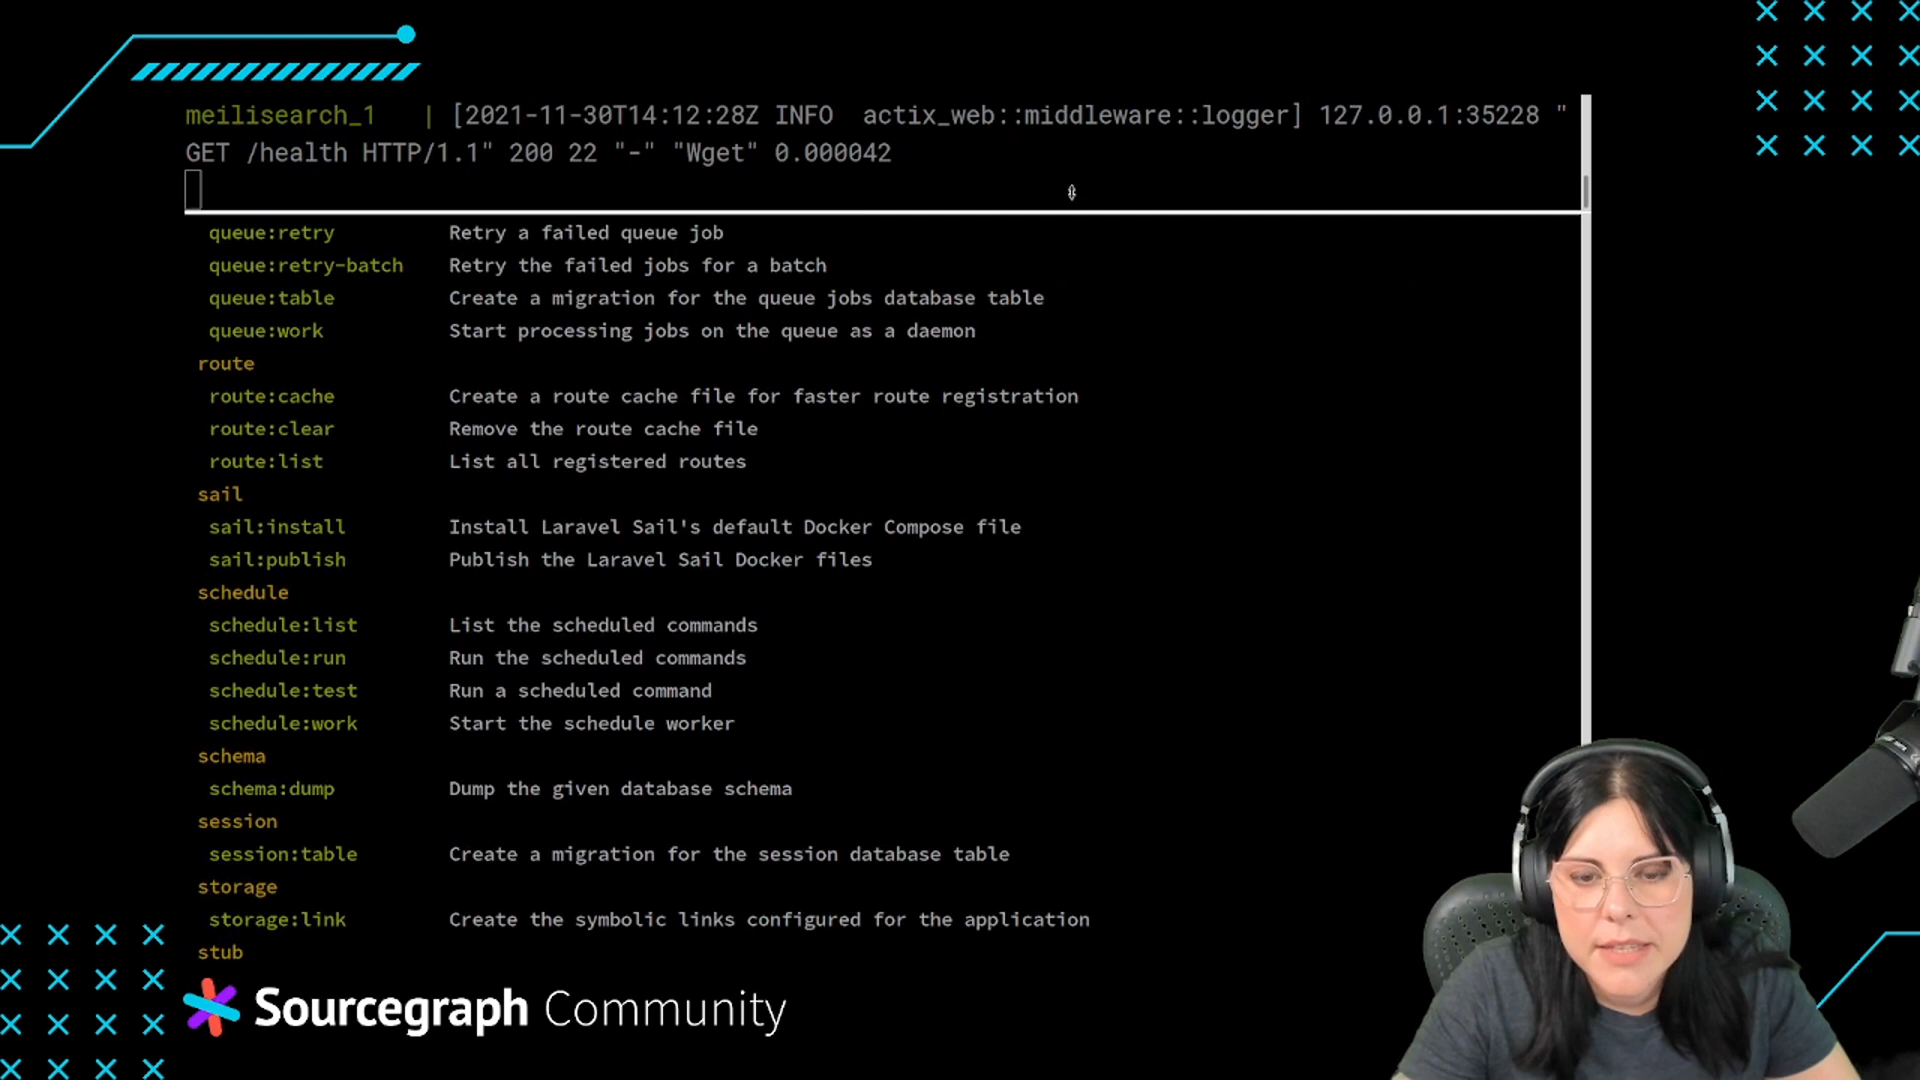 meilisearch_1   | [2021-11-30T14:12:28Z INFO  actix_web::middleware::logger] 127.0.0.1:35228 "
GET /health HTTP/1.1" 200 22 "-" "Wget" 0.000042
queue:retry Retry a failed queue job
queue:retry-batch Retry the failed jobs for a batch
queue:table Create a migration for the queue jobs database table
queue:work Start processing jobs on the queue as a daemon
route
route:cache Create a route cache file for faster route registration
route:clear Remove the route cache file
route:list List all registered routes
sail
sail:install Install Laravel Sail's default Docker Compose file
sail:publish Publish the Laravel Sail Docker files
schedule
schedule:list List the scheduled commands
schedule:run Run the scheduled commands
schedule:test Run a scheduled command
schedule:work Start the schedule worker
schema
schema:dump Dump the given database schema
session
session:table Create a migration for the session database table
storage
storage:link Create the symbolic links configured for the application
stub
Sourcegraph Community